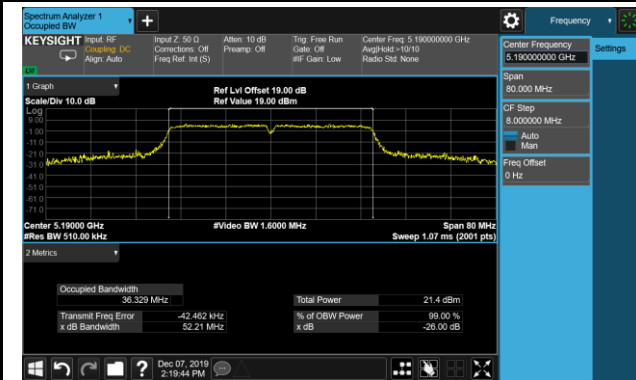 Spectrum Analyzer 1
Occupied BW
+
Frequency
KEYSIGHT
Input: RF
Coupling: DC
Align: Auto
Input Z: 50 Ω
Corrections: Off
Freq Ref: Int (S)
Atten: 10 dB
Preamp: Off
Trig: Free Run
Gate: Off
#IF Gain: Low
Center Freq: 5.190000000 GHz
Avg|Hold:>10/10
Radio Std: None
LW
Center Frequency
5.190000000 GHz
Settings
Span
80.000 MHz
CF Step
8.000000 MHz
Auto
Man
Freq Offset
0 Hz
1 Graph
Scale/Div 10.0 dB
Ref Lvl Offset 19.00 dB
Ref Value 19.00 dBm
Log
9.00
-1.00
-11.0
-21.0
-31.0
-41.0
-51.0
-61.0
-71.0
Center 5.19000 GHz
#Res BW 510.00 kHz
#Video BW 1.6000 MHz
Span 80 MHz
Sweep 1.07 ms (2001 pts)
2 Metrics
Occupied Bandwidth
36.329 MHz
Total Power 21.4 dBm
Transmit Freq Error -42.462 kHz
% of OBW Power 99.00 %
x dB Bandwidth 52.21 MHz
x dB -26.00 dB
?
Dec 07, 2019
2:19:44 PM